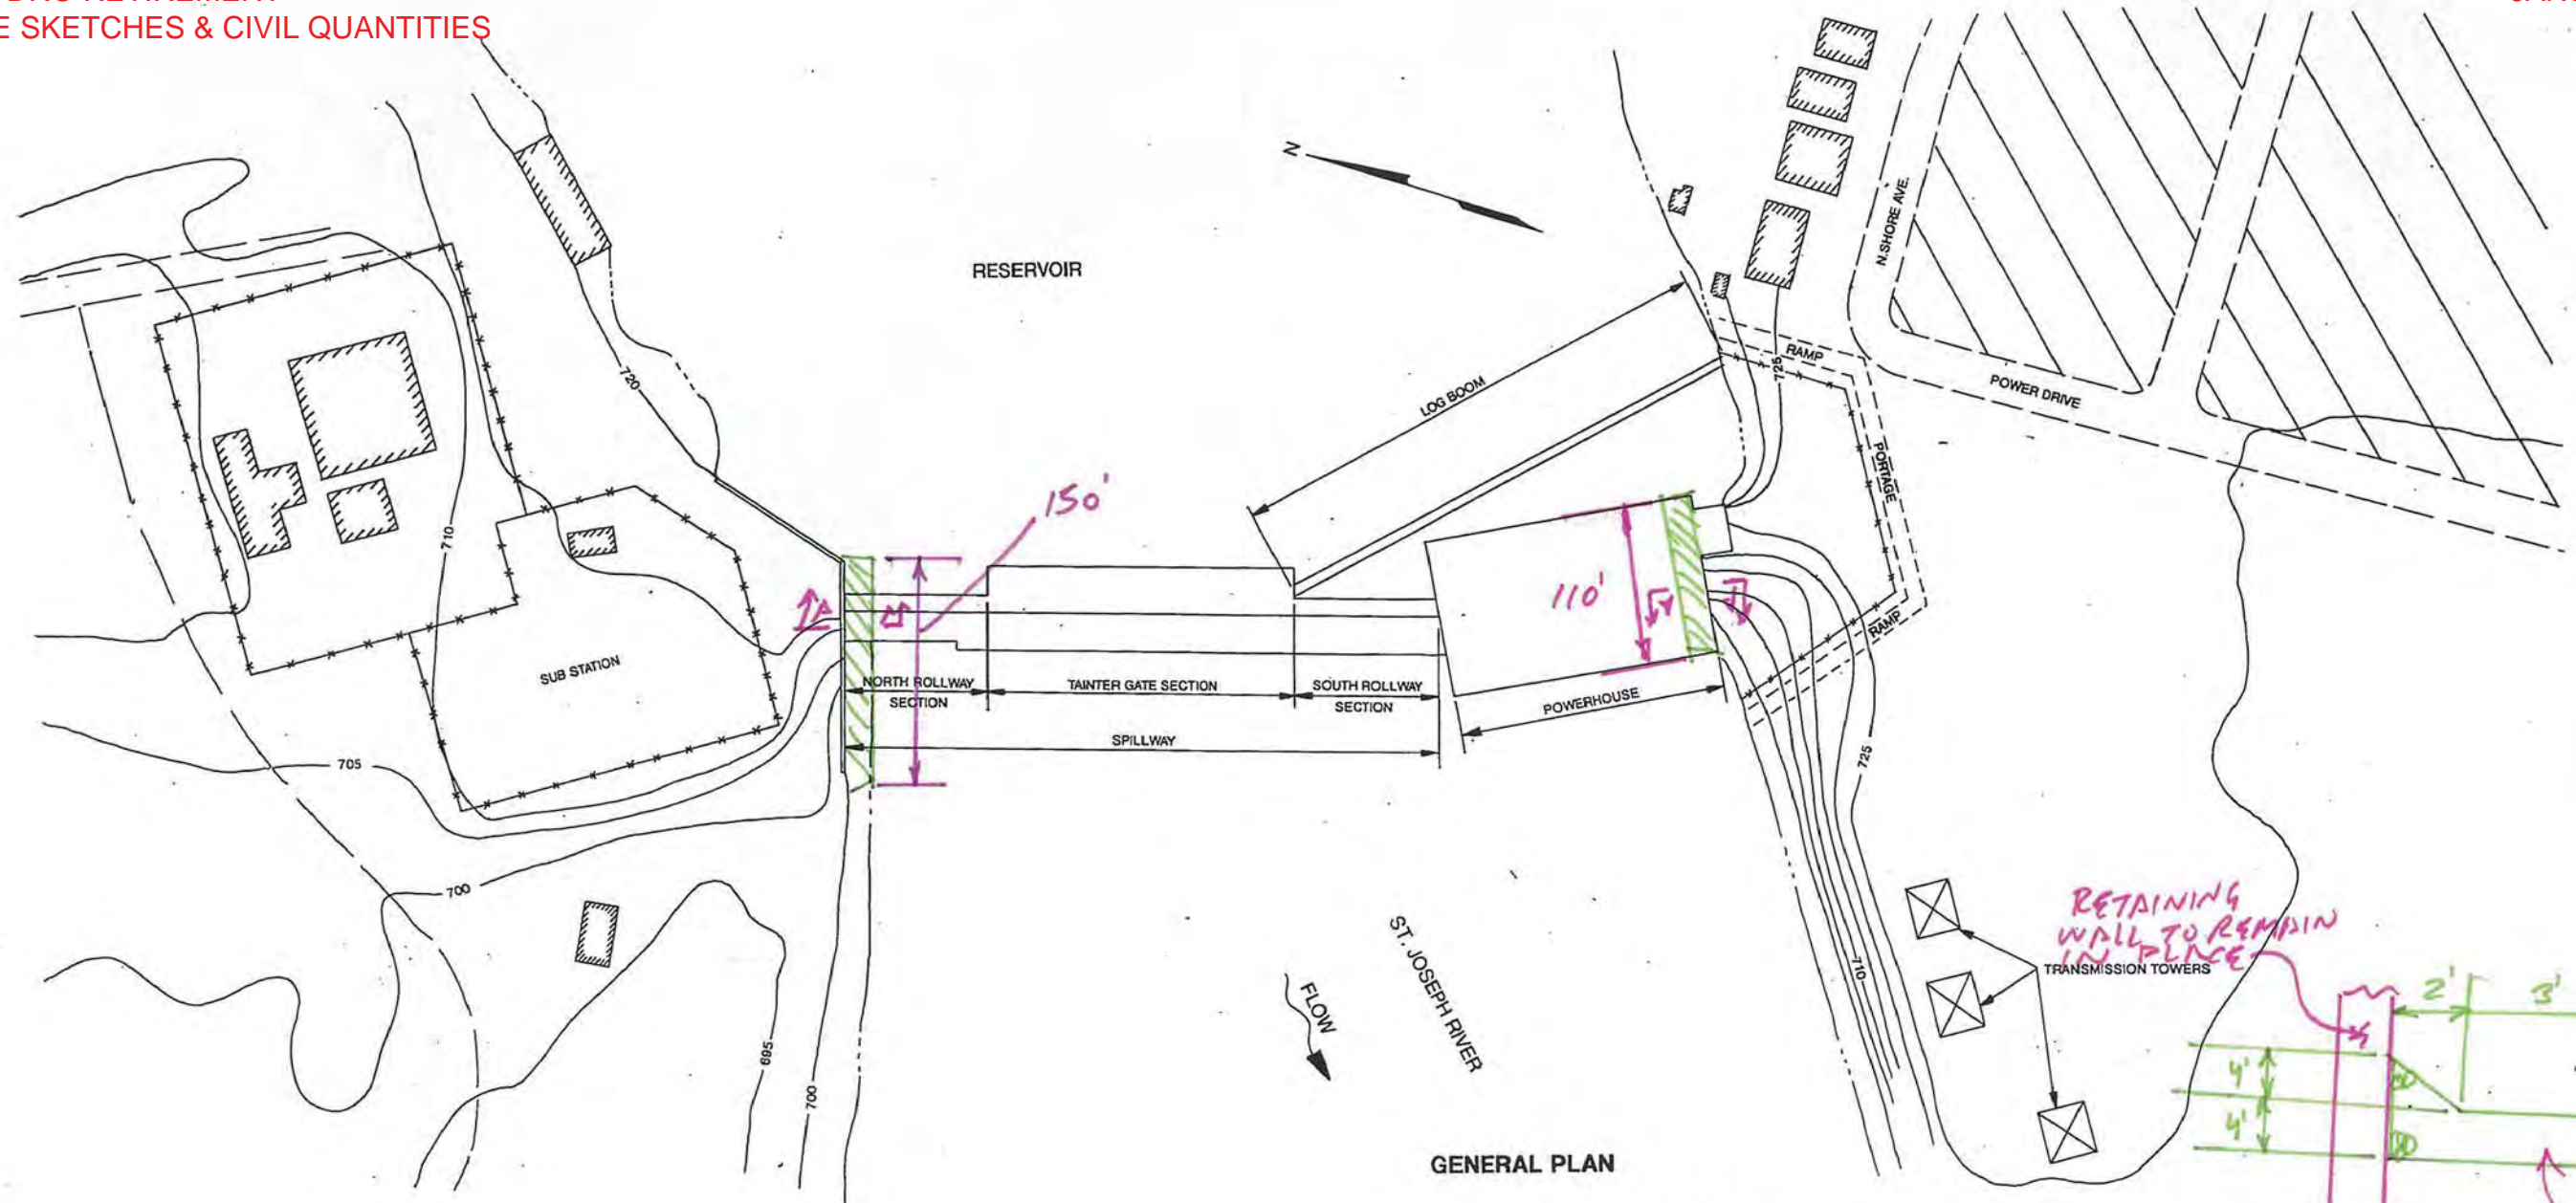 E SKETCHES & CIVIL QUANTITIES
N
RESERVOIR
N.SHORE AVE.
RAMP
725
POWER DRIVE
720
LOG BOOM
PORTAGE
710
150'
110'
RAMP
SUB STATION
NORTH ROLLWAY
SECTION
TAINTER GATE SECTION
SOUTH ROLLWAY
SECTION
POWERHOUSE
SPILLWAY
705
725
700
ST. JOSEPH RIVER
FLOW
710
RETAINING
WALL TO REMAIN
IN PLACE
TRANSMISSION TOWERS
2'
3'
4'
4'
695
700
GENERAL PLAN